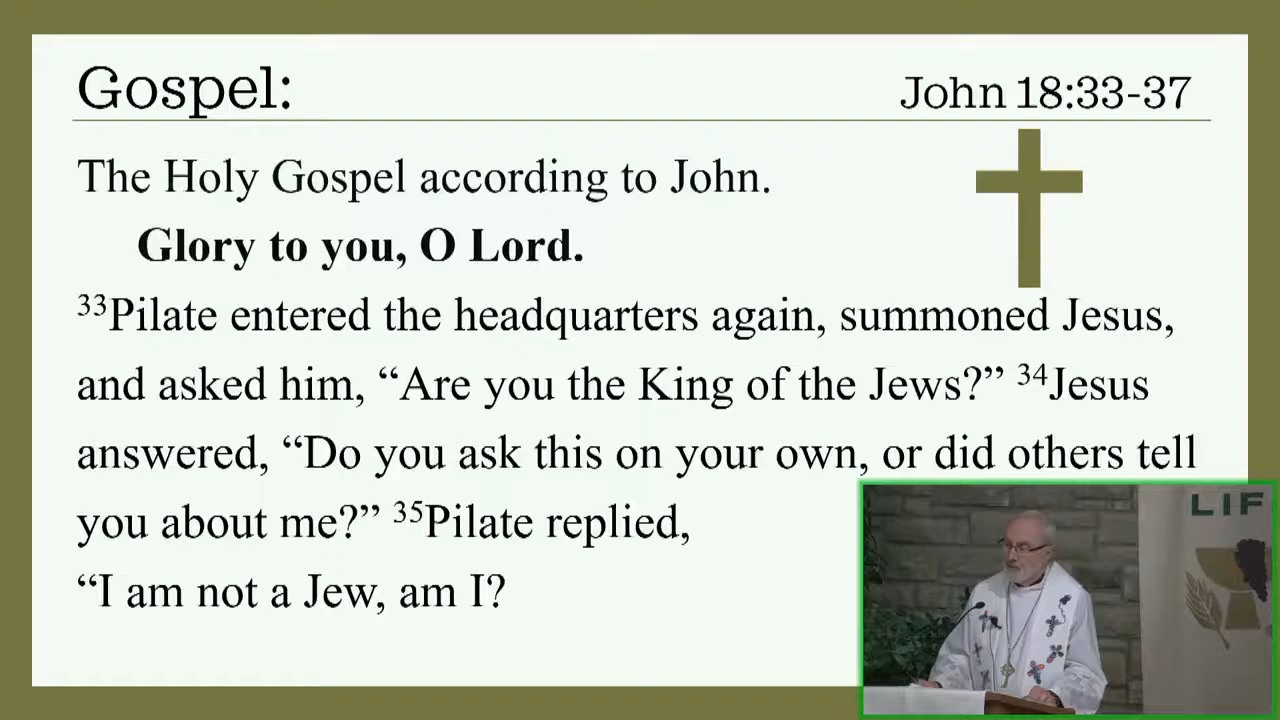 Gospel: John 18:33-37
The Holy Gospel according to John.
Glory to you, O Lord.
33Pilate entered the headquarters again, summoned Jesus,
and asked him, “Are you the King of the Jews?” 34Jesus
answered, “Do you ask this on your own, or did others tell
you about me?” 35Pilate replied,
“I am not a Jew, am I?
LIF